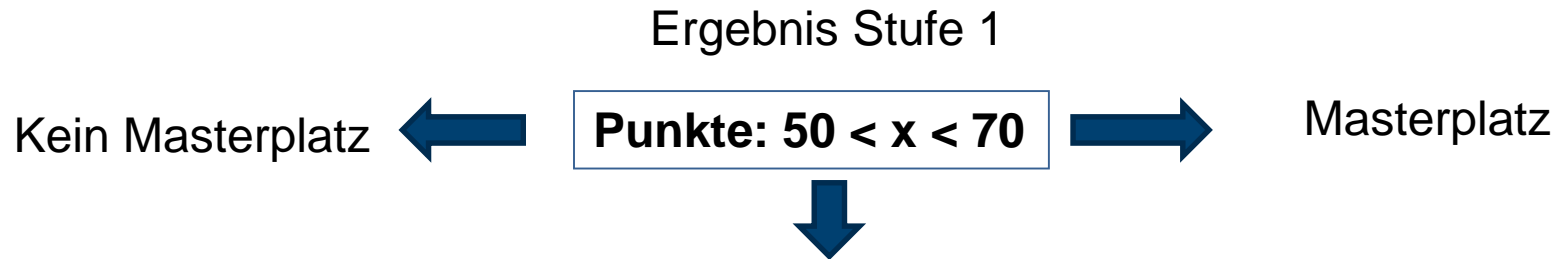 Ergebnis Stufe 1
Kein Masterplatz
Punkte: 50 < x < 70
Masterplatz